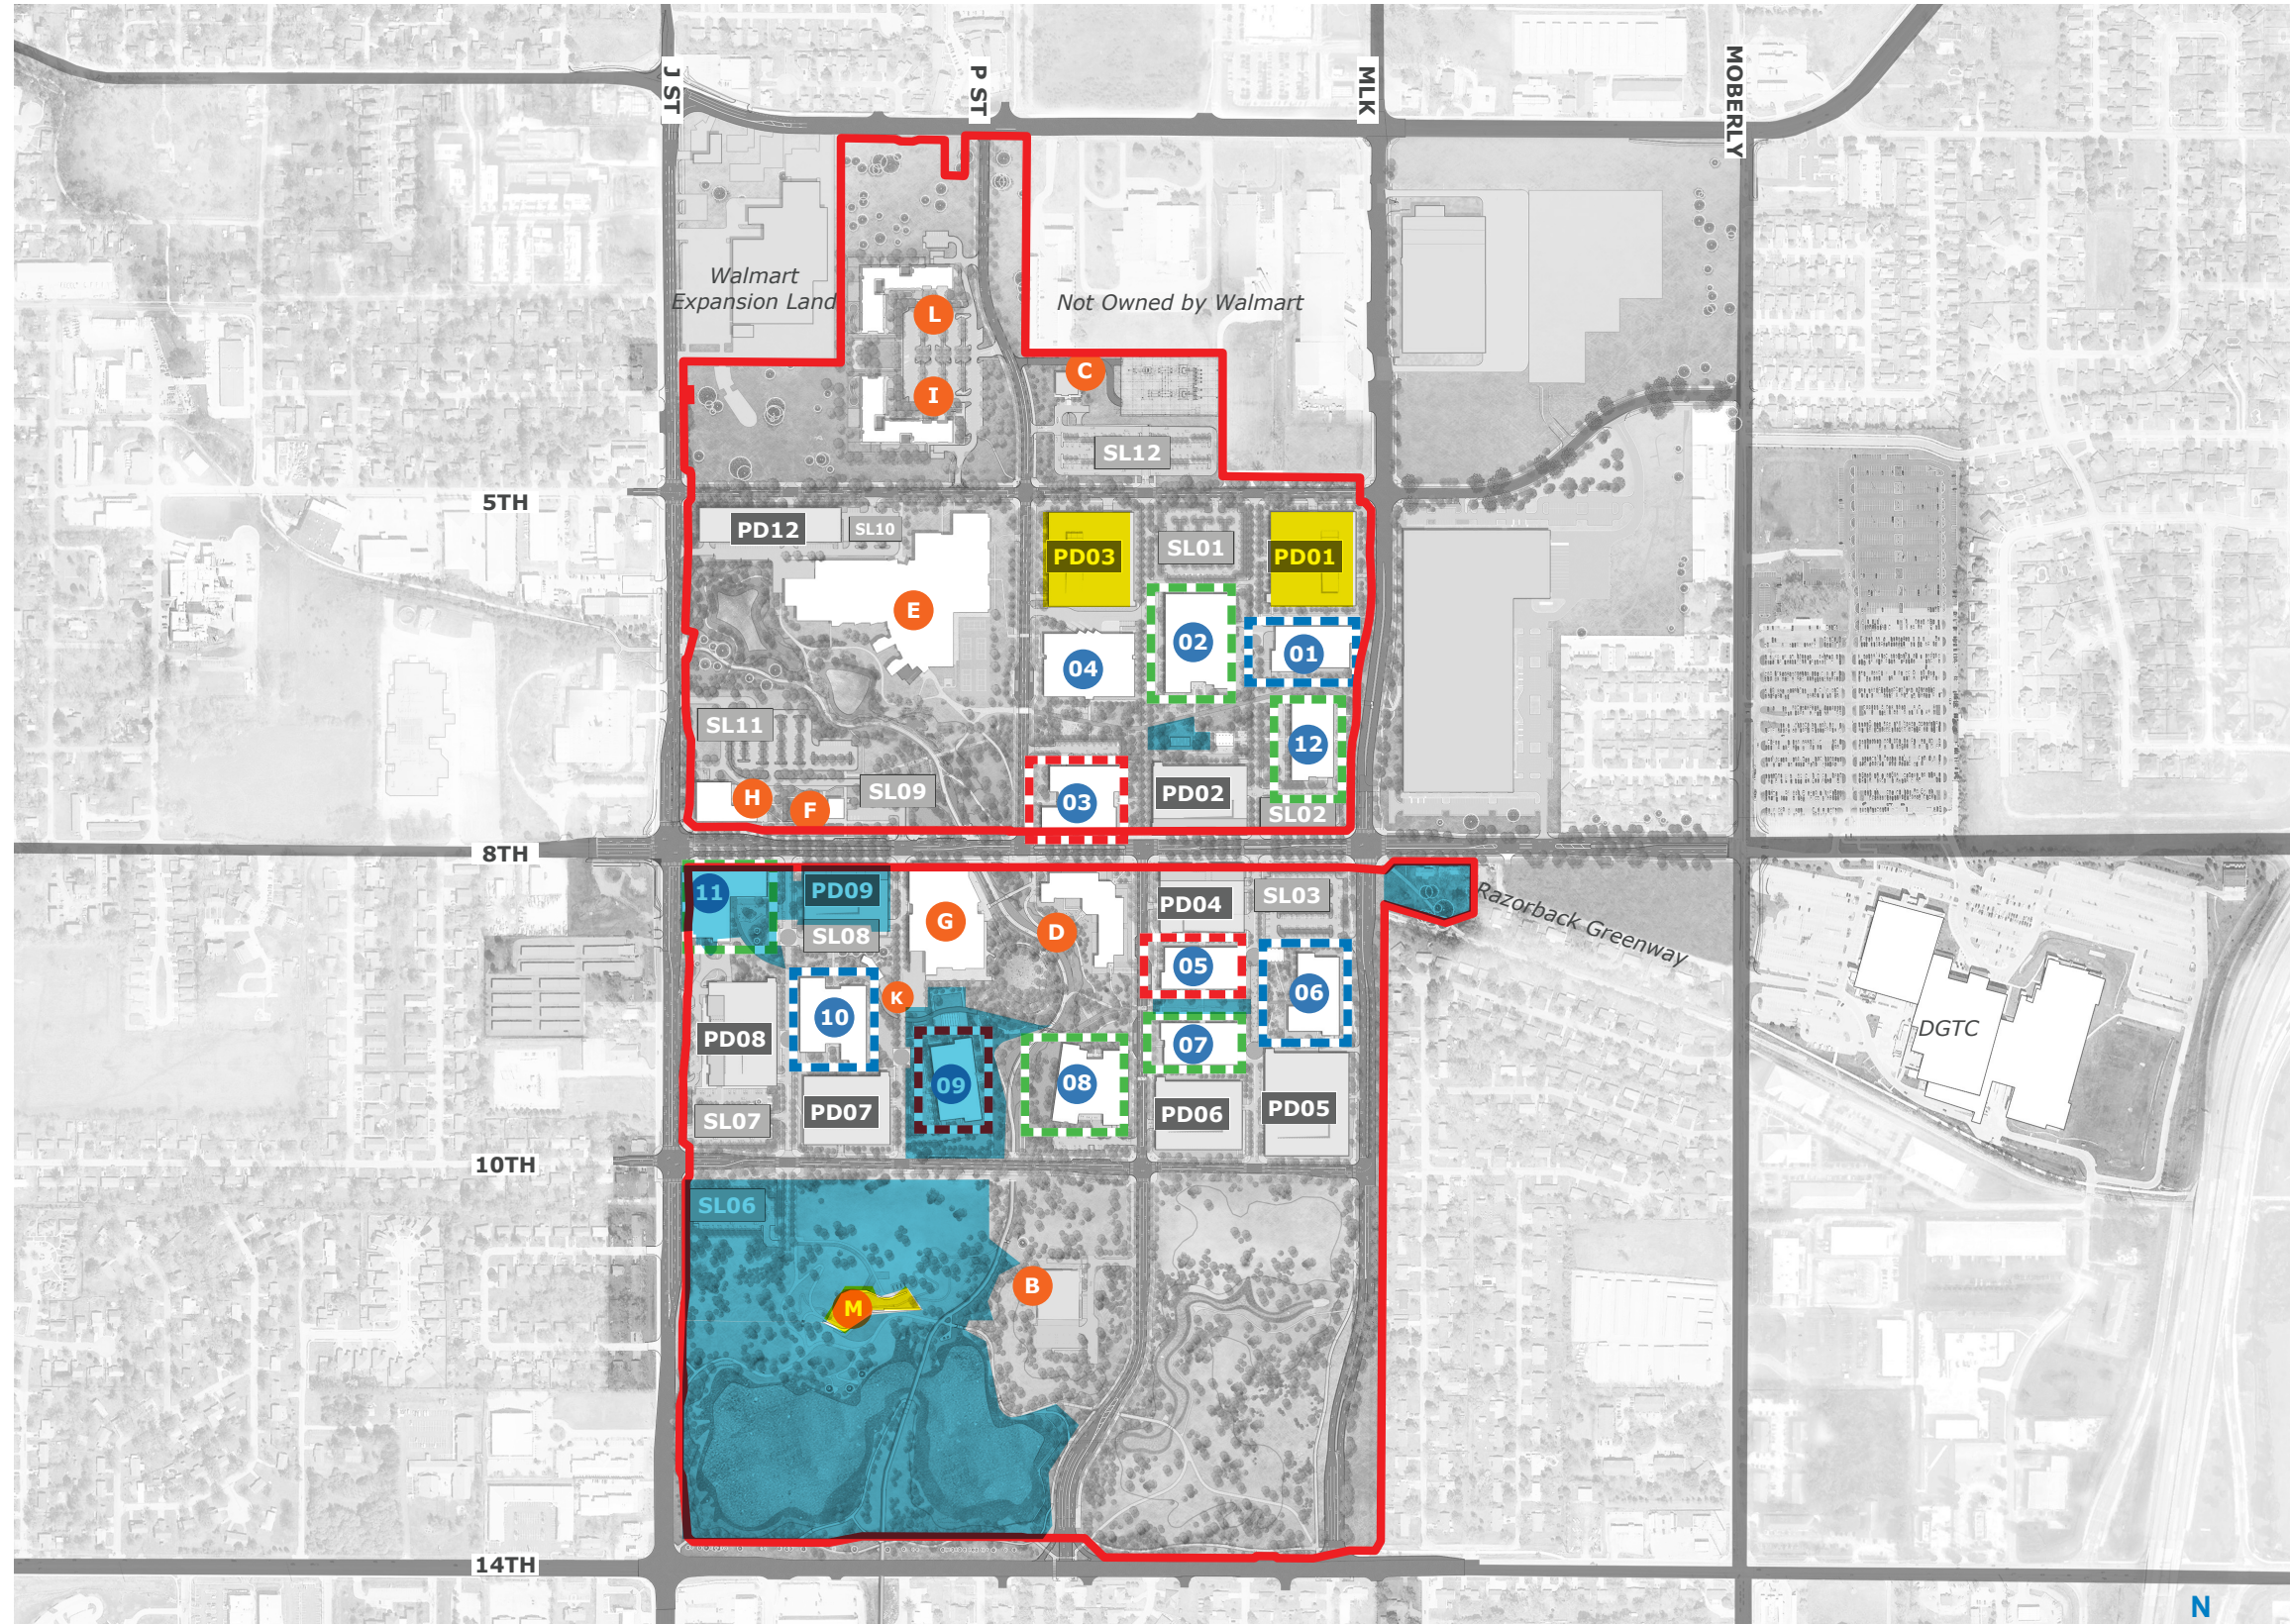 J ST
P ST
MLK
MOBERLY
Walmart
Expansion Land
Not Owned by Walmart
L
I
C
SL12
5TH
PD12
SL10
PD03
SL01
PD01
E
02
01
04
SL11
12
H
F
SL09
03
PD02
SL02
8TH
11
PD09
SL08
G
D
PD04
SL03
Razorback Greenway
05
06
K
10
PD08
07
DGTC
09
08
SL07
PD07
PD06
PD05
10TH
SL06
B
M
14TH
N